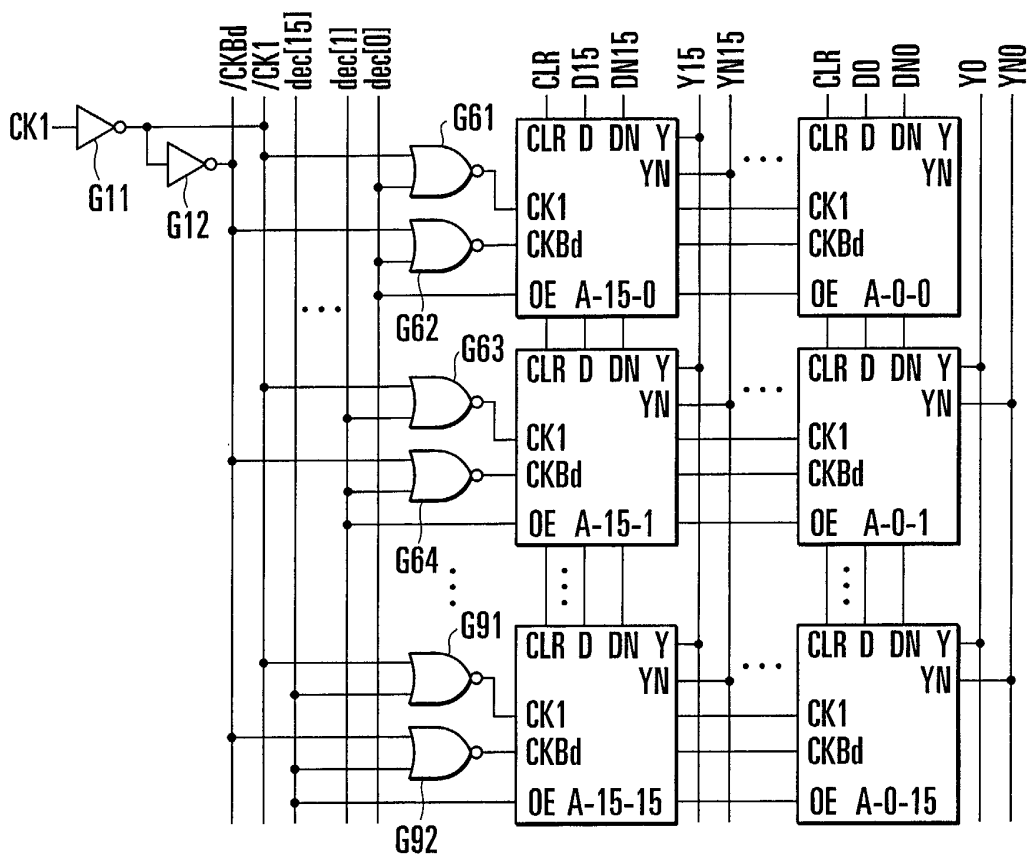 /CKBd /CK1 dec[15] dec[1] dec[0] CLR D15 DN15 Y15 YN15 CLR D0 DN0 Y0 YN0
CK1
G11
G12
G61
CLR D DN Y
YN
CK1
CKBd
OE A-15-0
G62
CLR D DN Y
YN
CK1
CKBd
OE A-0-0
G63
CLR D DN Y
YN
CK1
CKBd
OE A-15-1
G64
CLR D DN Y
YN
CK1
CKBd
OE A-0-1
G91
CLR D DN Y
YN
CK1
CKBd
OE A-15-15
G92
CLR D DN Y
YN
CK1
CKBd
OE A-0-15